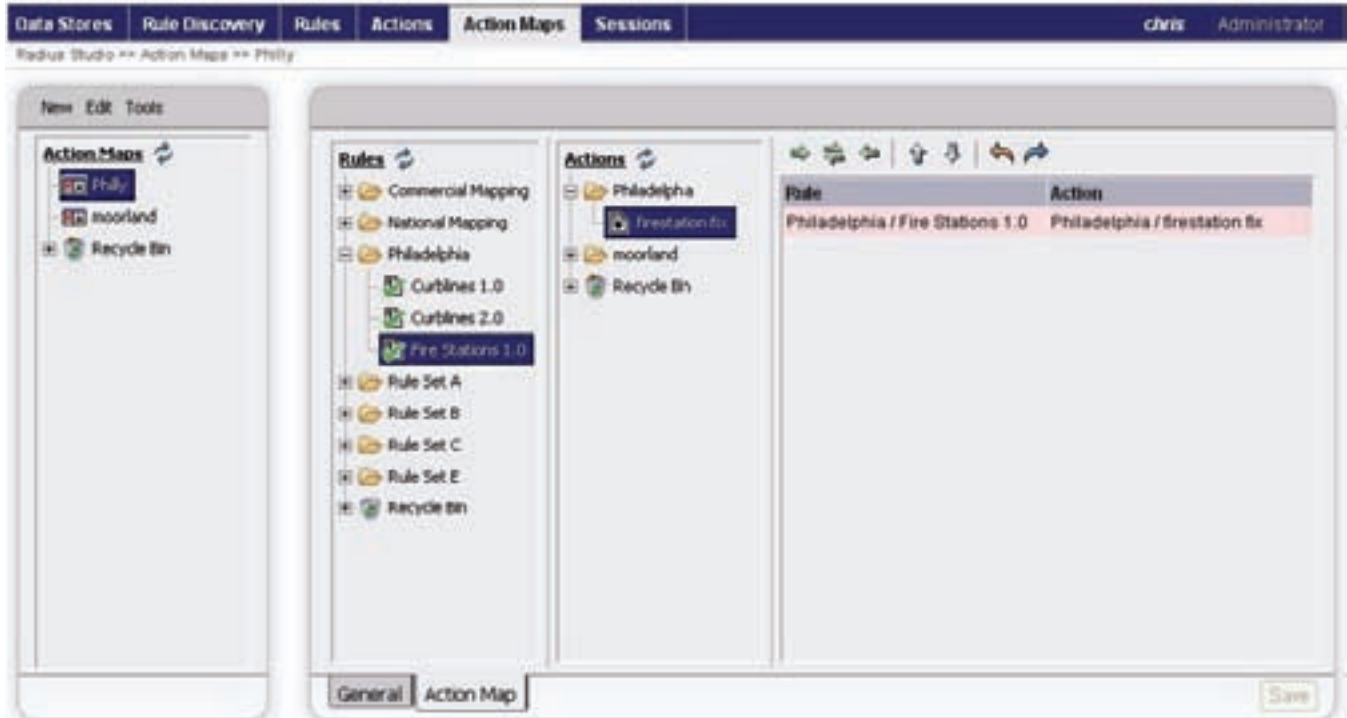 Data Stores Rule Discovery Rules Actions Action Maps Sessions chris Administrator
Radius Studio >> Action Maps >> Philly
New Edit Tools
Action Maps
Philly
moorland
Recycle Bin
Rules
Commercial Mapping
National Mapping
Philadelphia
Curblines 1.0
Curblines 2.0
Fire Stations 1.0
Rule Set A
Rule Set B
Rule Set C
Rule Set E
Recycle Bin
Actions
Philadelpha
firestation fix
moorland
Recycle Bin
Rule Action
Philadelphia / Fire Stations 1.0 Philadelphia / firestation fix
General Action Map
Save